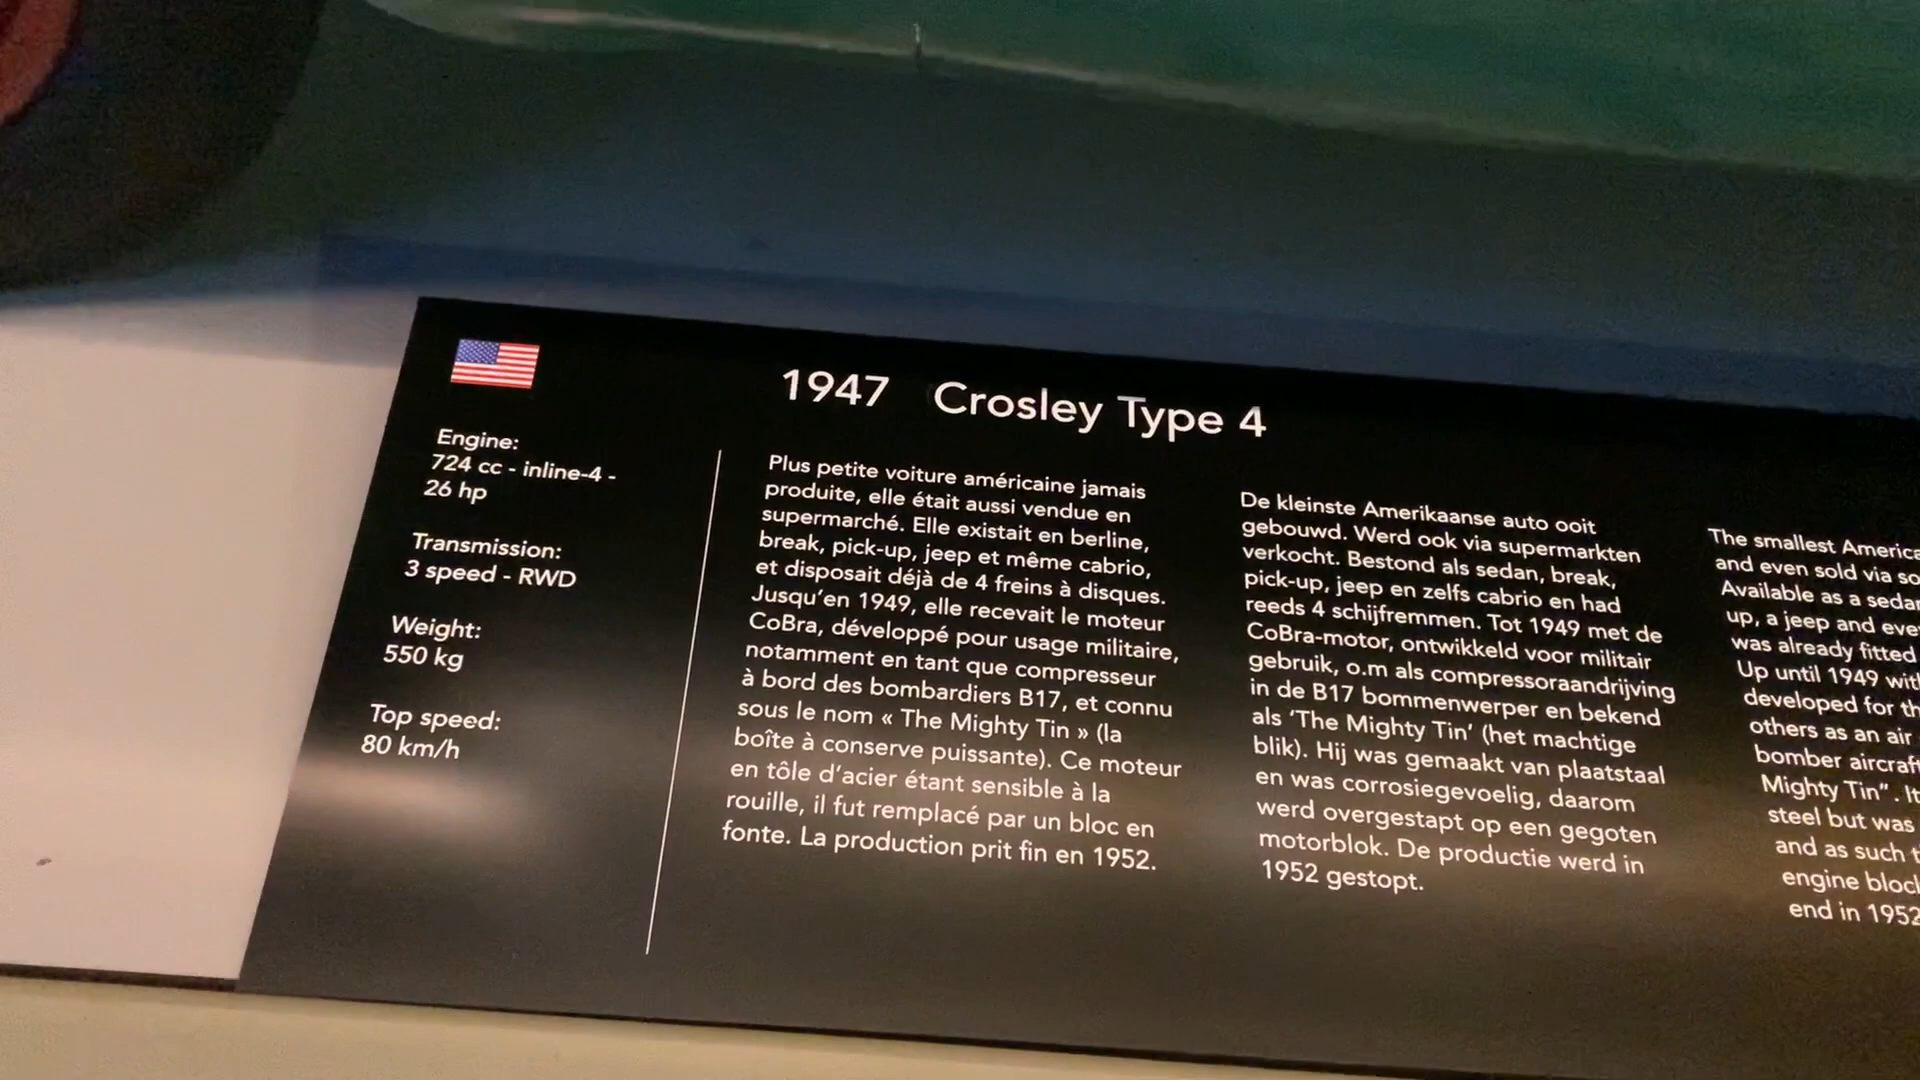 1947 Crosley Type 4
Engine:
724 cc - inline-4 -
26 hp
Transmission:
3 speed - RWD
Weight:
550 kg
Top speed:
80 km/h
Plus petite voiture américaine jamais
produite, elle était aussi vendue en
supermarché. Elle existait en berline,
break, pick-up, jeep et même cabrio,
et disposait déjà de 4 freins à disques.
Jusqu'en 1949, elle recevait le moteur
CoBra, développé pour usage militaire,
notamment en tant que compresseur
à bord des bombardiers B17, et connu
sous le nom « The Mighty Tin » (la
boîte à conserve puissante). Ce moteur
en tôle d'acier étant sensible à la
rouille, il fut remplacé par un bloc en
fonte. La production prit fin en 1952.
De kleinste Amerikaanse auto ooit
gebouwd. Werd ook via supermarkten
verkocht. Bestond als sedan, break,
pick-up, jeep en zelfs cabrio en had
reeds 4 schijfremmen. Tot 1949 met de
CoBra-motor, ontwikkeld voor militair
gebruik, o.m als compressoraandrijving
in de B17 bommenwerper en bekend
als 'The Mighty Tin' (het machtige
blik). Hij was gemaakt van plaatstaal
en was corrosiegevoelig, daarom
werd overgestapt op een gegoten
motorblok. De productie werd in
1952 gestopt.
The smallest
and even sold via
Available as a
up, a jeep and
was already fitted
Up until 1949
developed for
others as an air
bomber
Mighty Tin". It
steel but was
and as such
engine
end in 1952